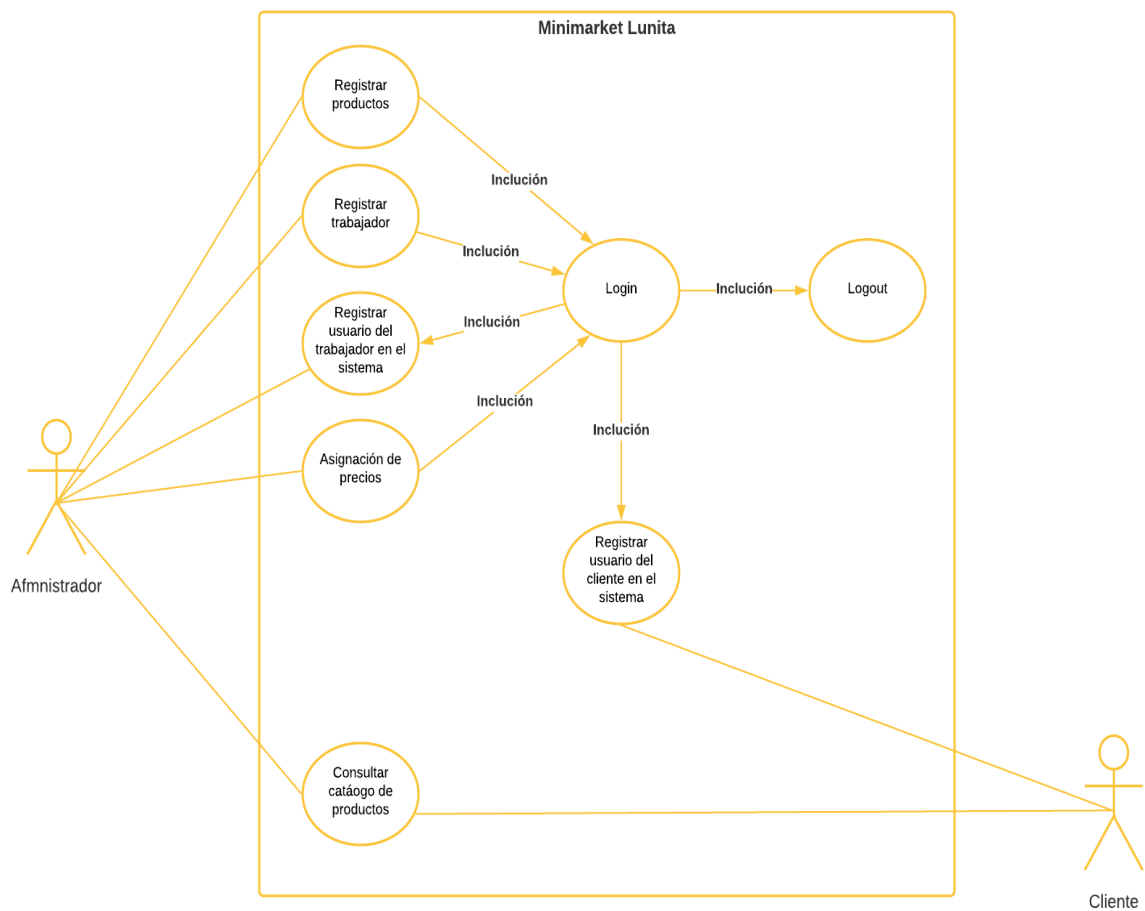 Minimarket Lunita
Registrar
productos
Inclución
Registrar
trabajador
Inclución
Login
Inclución
Logout
Registrar
usuario del
trabajador en el
sistema
Inclución
Inclución
Asignación de
precios
Inclución
Registrar
usuario del
cliente en el
sistema
Afmnistrador
Consultar
catáogo de
productos
Cliente